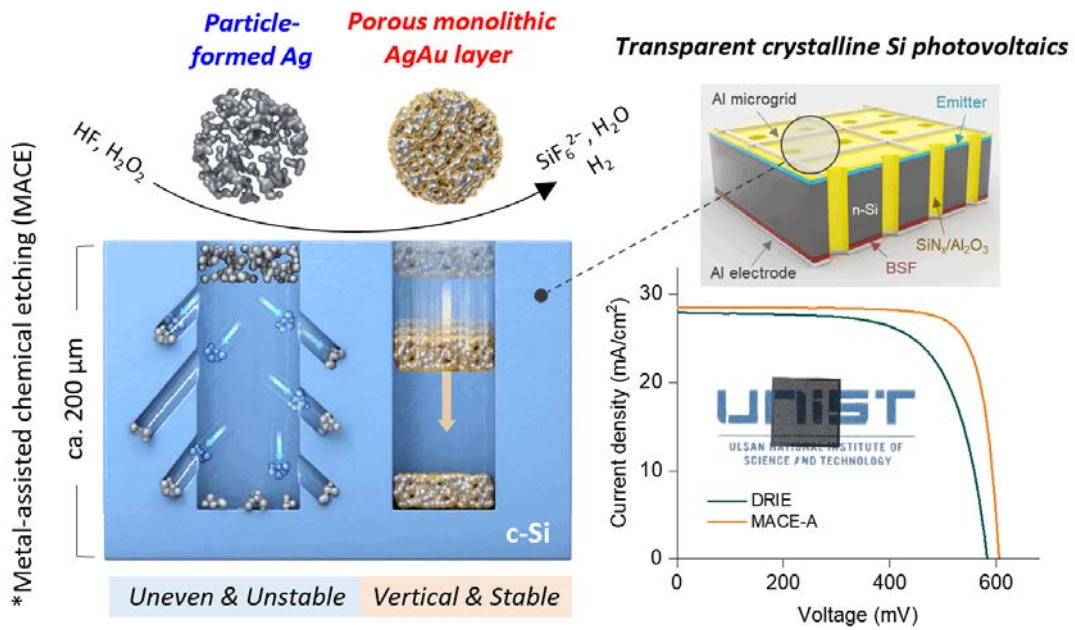 Particle-
formed Ag
Porous monolithic
AgAu layer
Transparent crystalline Si photovoltaics
*Metal-assisted chemical etching (MACE)
HF, H₂O₂
SiF₆²⁻, H₂O
H₂
ca. 200 μm
c-Si
Uneven & Unstable
Vertical & Stable
Al microgrid
Emitter
n-Si
SiNₓ/Al₂O₃
BSF
Al electrode
Current density (mA/cm²)
30
20
10
0
UNIST
ULSAN NATIONAL INSTITUTE OF
SCIENCE AND TECHNOLOGY
DRIE
MACE-A
0 200 400 600
Voltage (mV)